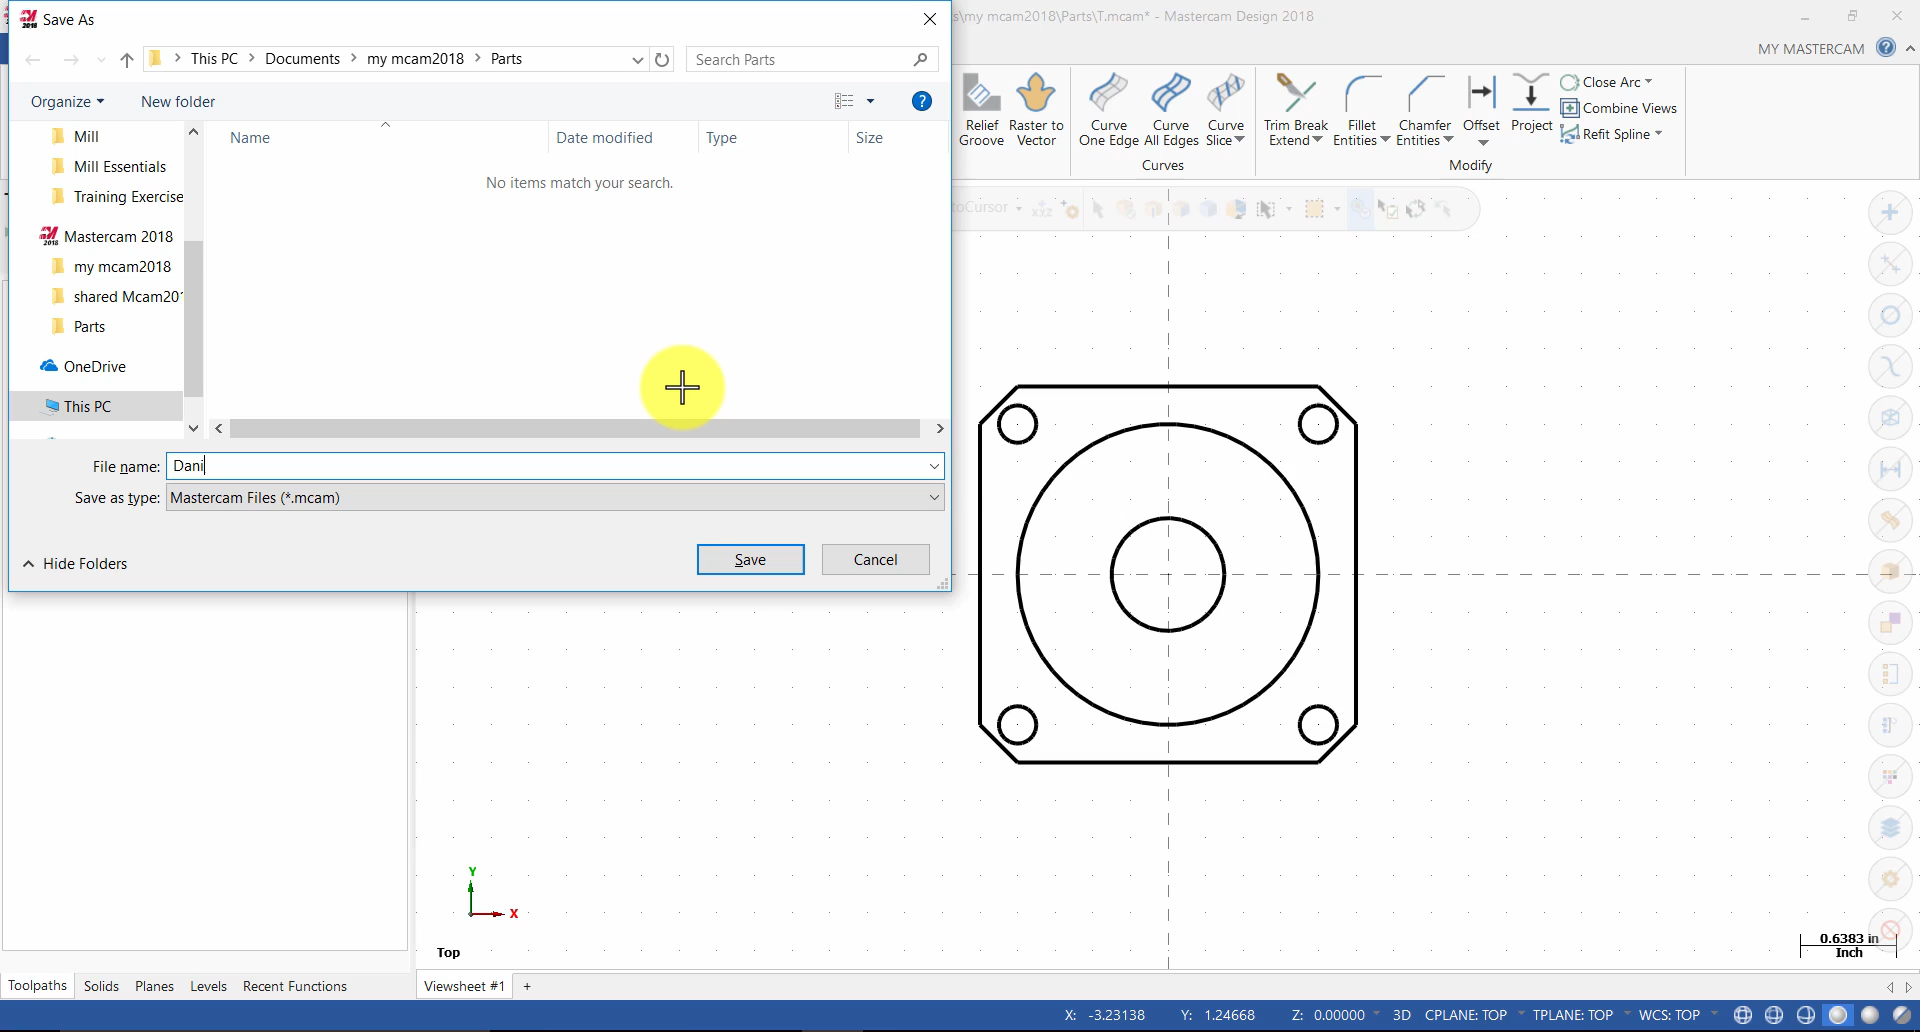 Save As
s\my mcam2018\Parts\T.mcam* - Mastercam Design 2018
This PC > Documents > my mcam2018 > Parts
Search Parts
MY MASTERCAM
Organize
New folder
Mill
Mill Essentials
Training Exercise
Mastercam 2018
2018
my mcam2018
shared Mcam201
Parts
OneDrive
This PC
Name
Date modified
Type
Size
No items match your search.
File name: Dani
Save as type: Mastercam Files (*.mcam)
Hide Folders
Save
Cancel
Relief Groove
Raster to Vector
Curve One Edge
Curve All Edges
Curve Slice
Curves
Trim Break Extend
Fillet Entities
Chamfer Entities
Offset
Project
Close Arc
Combine Views
Refit Spline
Modify
toCursor
Y
X
Top
0.6383 in
Inch
Toolpaths
Solids
Planes
Levels
Recent Functions
Viewsheet #1
+
X: -3.23138
Y: 1.24668
Z: 0.00000
3D
CPLANE: TOP
TPLANE: TOP
WCS: TOP